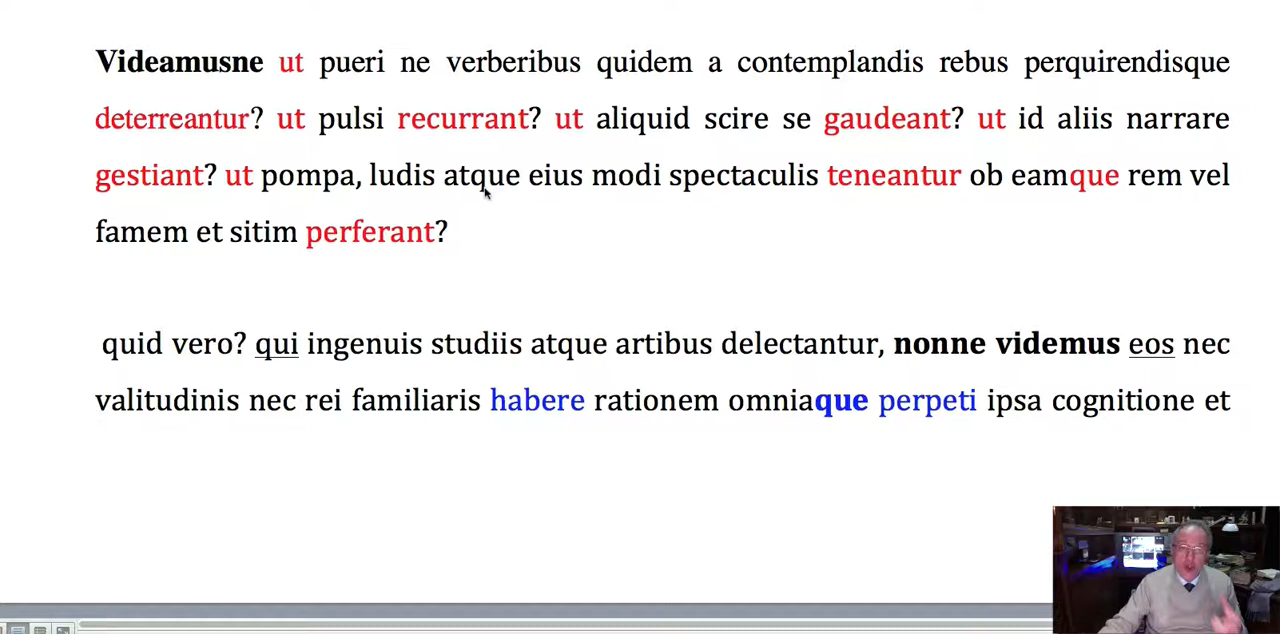 Videamusne ut pueri ne verberibus quidem a contemplandis rebus perquirendisque
deterreantur? ut pulsi recurrant? ut aliquid scire se gaudeant? ut id aliis narrare
gestiant? ut pompa, ludis atque eius modi spectaculis teneantur ob eamque rem vel
famem et sitim perferant?
quid vero? qui ingenuis studiis atque artibus delectantur, nonne videmus eos nec
valitudinis nec rei familiaris habere rationem omniaque perpeti ipsa cognitione et